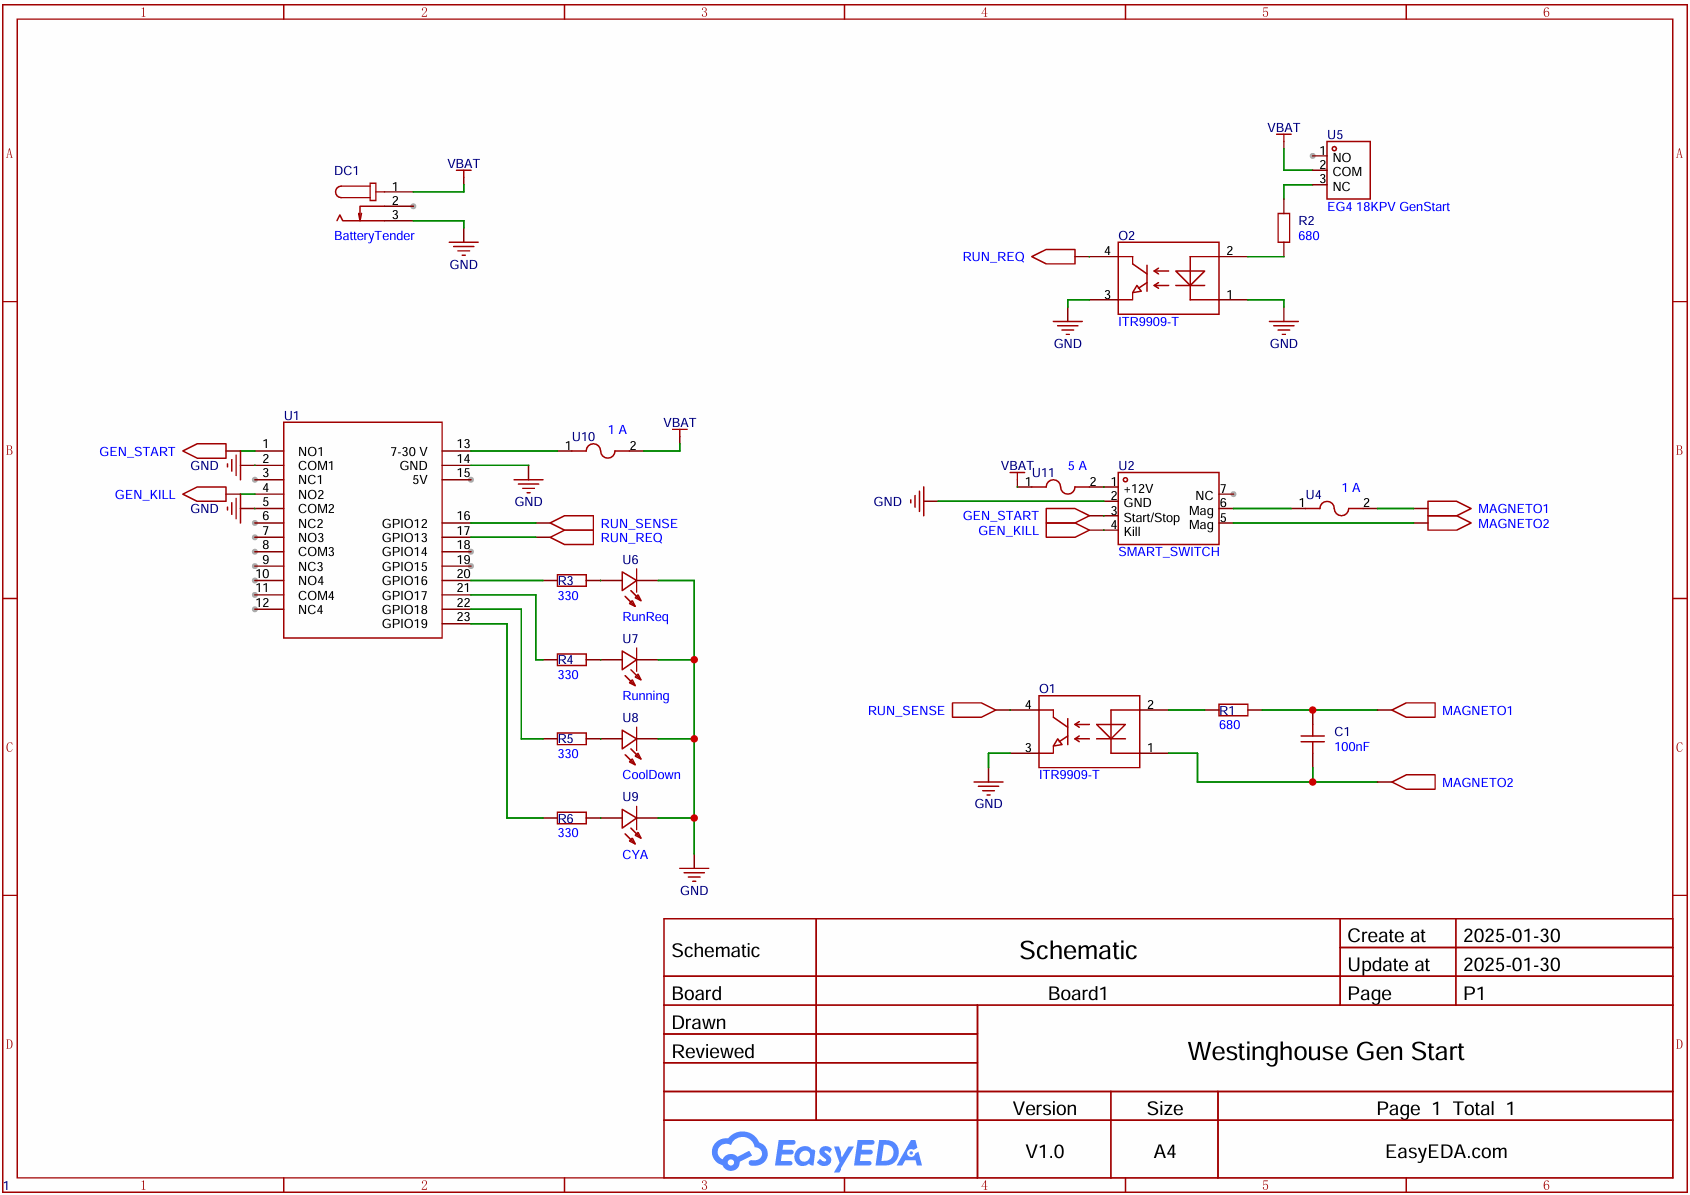 1 2 3 4 5 6
A A
B B
C C
D D
DC1
1
2
3
BatteryTender
VBAT
GND
VBAT
U5
1 NO
2 COM
3 NC
EG4 18KPV GenStart
R2
680
O2
RUN_REQ
4 2
3 1
ITR9909-T
GND
GND
U1
GEN_START
GND
GEN_KILL
GND
1 NO1
2 COM1
3 NC1
4 NO2
5 COM2
6 NC2
7 NO3
8 COM3
9 NC3
10 NO4
11 COM4
12 NC4
7-30 V 13
GND 14
5V 15
GPIO12 16
GPIO13 17
GPIO14 18
GPIO15 19
GPIO16 20
GPIO17 21
GPIO18 22
GPIO19 23
U10 1 A
1 2
VBAT
GND
RUN_SENSE
RUN_REQ
R3
330
U6
RunReq
R4
330
U7
Running
R5
330
U8
CoolDown
R6
330
U9
CYA
GND
VBAT
U11 5 A
1 2
GND
GEN_START
GEN_KILL
U2
1 +12V
2 GND
3 Start/Stop
4 Kill
NC 7
Mag 6
Mag 5
SMART_SWITCH
U4 1 A
1 2
MAGNETO1
MAGNETO2
O1
RUN_SENSE
4 2
3 1
ITR9909-T
GND
R1
680
C1
100nF
MAGNETO1
MAGNETO2
Schematic Schematic Create at 2025-01-30
Update at 2025-01-30
Board Board1 Page P1
Drawn
Reviewed
Westinghouse Gen Start
Version Size Page 1 Total 1
EasyEDA V1.0 A4 EasyEDA.com
1
1 2 3 4 5 6